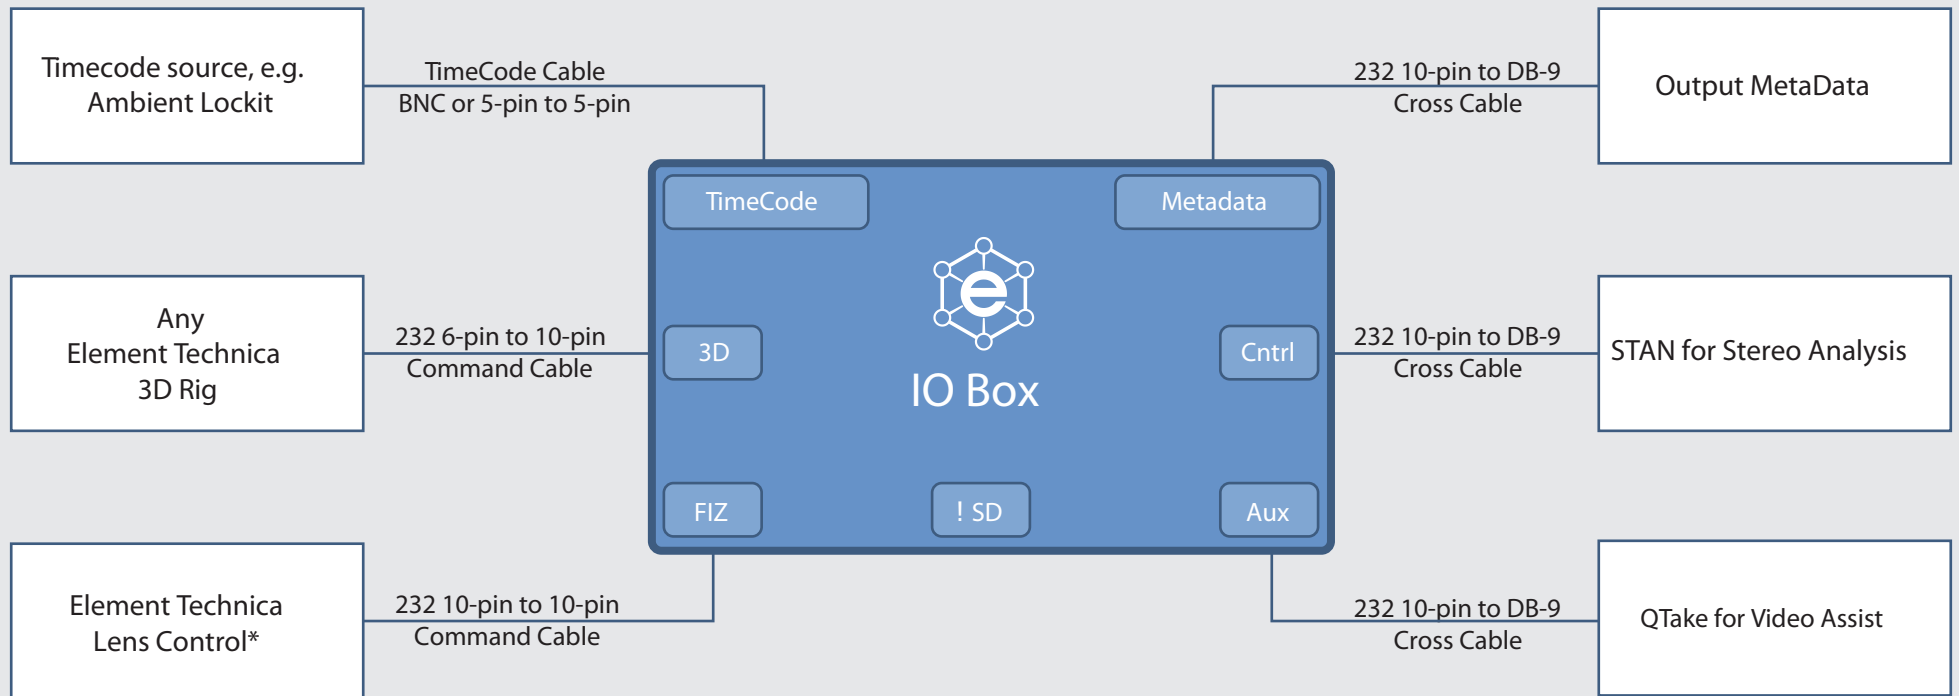 Timecode source, e.g.
Ambient Lockit
TimeCode Cable
BNC or 5-pin to 5-pin
232 10-pin to DB-9
Cross Cable
Output MetaData
TimeCode
Metadata
Any
Element Technica
3D Rig
232 6-pin to 10-pin
Command Cable
3D
e
IO Box
Cntrl
232 10-pin to DB-9
Cross Cable
STAN for Stereo Analysis
FIZ
! SD
Aux
Element Technica
Lens Control*
232 10-pin to 10-pin
Command Cable
232 10-pin to DB-9
Cross Cable
QTake for Video Assist